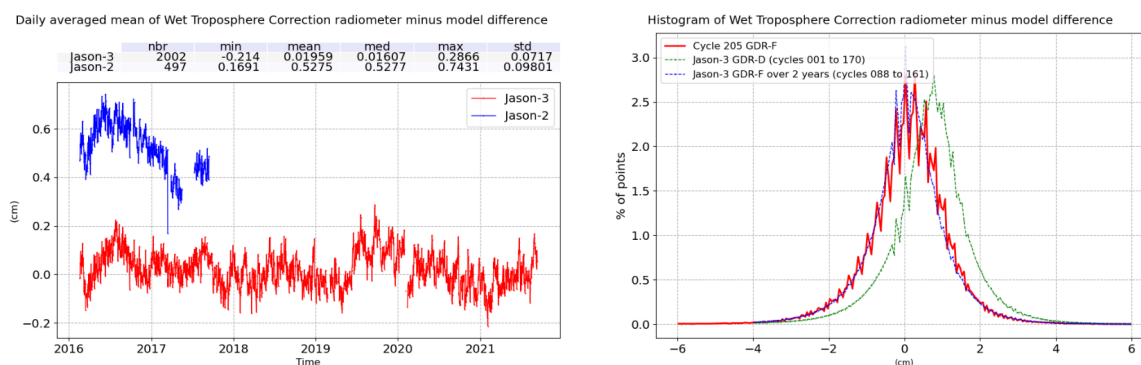 Daily averaged mean of Wet Troposphere Correction radiometer minus model difference
nbr min mean med max std
Jason-3 2002 -0.214 0.01959 0.01607 0.2866 0.0717
Jason-2 497 0.1691 0.5275 0.5277 0.7431 0.09801
Jason-3
Jason-2
0.6
0.4
0.2
0.0
−0.2
(cm)
2016 2017 2018 2019 2020 2021
Time
Histogram of Wet Troposphere Correction radiometer minus model difference
Cycle 205 GDR-F
Jason-3 GDR-D (cycles 001 to 170)
Jason-3 GDR-F over 2 years (cycles 088 to 161)
3.0
2.5
2.0
1.5
1.0
0.5
0.0
% of points
−6 −4 −2 0 2 4 6
(cm)